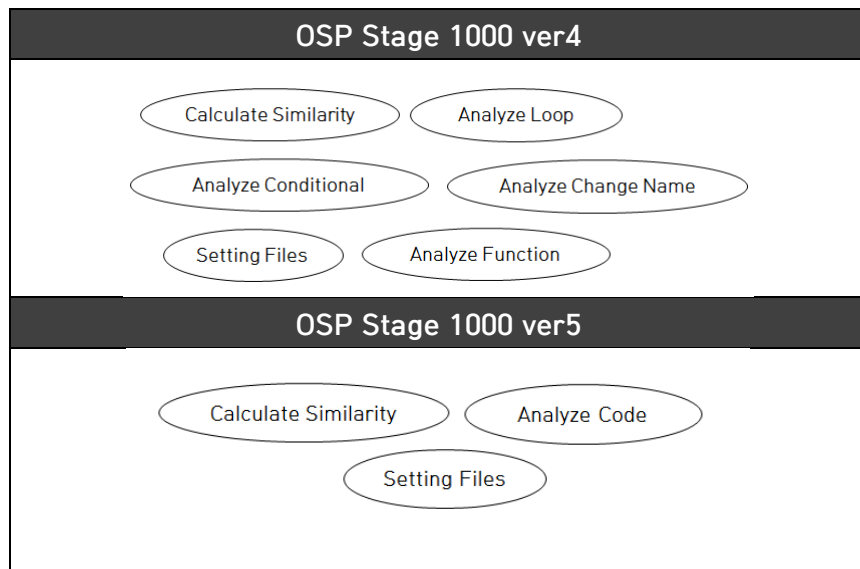 OSP Stage 1000 ver4
Calculate Similarity
Analyze Loop
Analyze Conditional
Analyze Change Name
Setting Files
Analyze Function
OSP Stage 1000 ver5
Calculate Similarity
Analyze Code
Setting Files